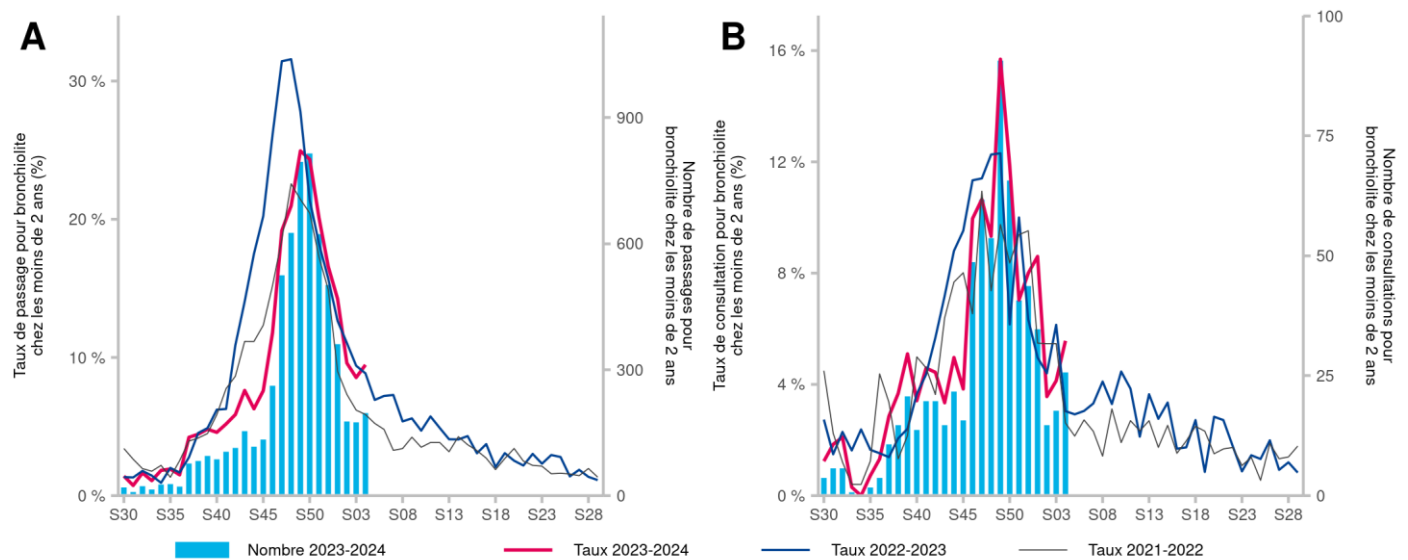 A
Taux de passage pour bronchiolite
chez les moins de 2 ans (%)
30 %
20 %
10 %
0 %
900
600
300
0
Nombre de passages pour
bronchiolite chez les moins de 2 ans
S30 S35 S40 S45 S50 S03 S08 S13 S18 S23 S28
B
Taux de consultation pour bronchiolite
chez les moins de 2 ans (%)
16 %
12 %
8 %
4 %
0 %
100
75
50
25
0
Nombre de consultations pour
bronchiolite chez les moins de 2 ans
S30 S35 S40 S45 S50 S03 S08 S13 S18 S23 S28
Nombre 2023-2024 Taux 2023-2024 Taux 2022-2023 Taux 2021-2022